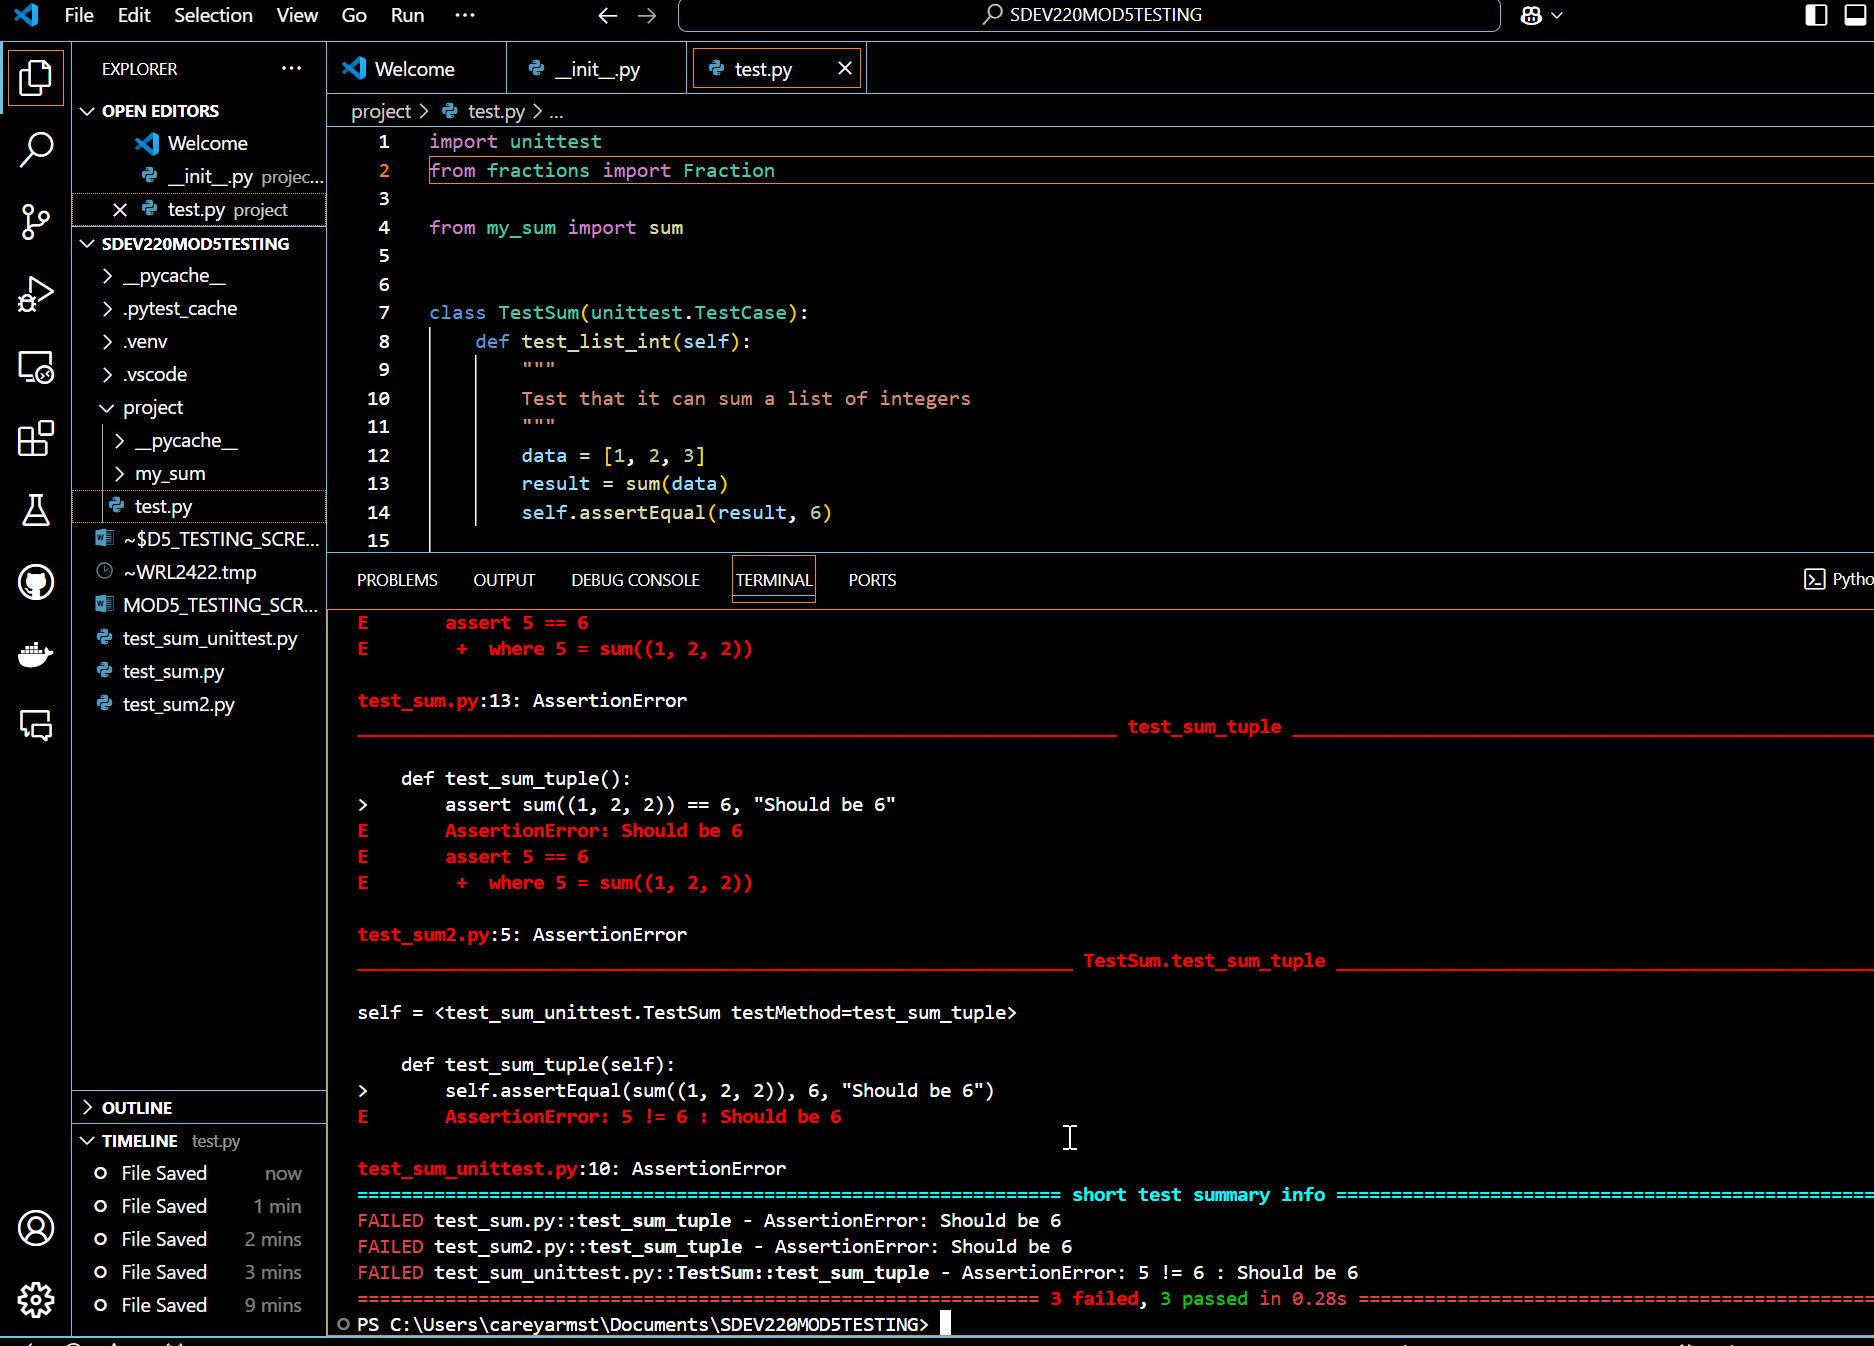 File Edit Selection View Go Run ...
SDEV220MOD5TESTING
EXPLORER ...
OPEN EDITORS
Welcome
__init__.py projec...
test.py project
SDEV220MOD5TESTING
__pycache__
.pytest_cache
.venv
.vscode
project
__pycache__
my_sum
test.py
~$D5_TESTING_SCRE...
~WRL2422.tmp
MOD5_TESTING_SCR...
test_sum_unittest.py
test_sum.py
test_sum2.py
OUTLINE
TIMELINE test.py
File Saved now
File Saved 1 min
File Saved 2 mins
File Saved 3 mins
File Saved 9 mins
Welcome __init__.py test.py
project > test.py > ...
1 import unittest
2 from fractions import Fraction
3
4 from my_sum import sum
5
6
7 class TestSum(unittest.TestCase):
8 def test_list_int(self):
9 """
10 Test that it can sum a list of integers
11 """
12 data = [1, 2, 3]
13 result = sum(data)
14 self.assertEqual(result, 6)
15
PROBLEMS OUTPUT DEBUG CONSOLE TERMINAL PORTS
Pytho
E assert 5 == 6
E + where 5 = sum((1, 2, 2))
test_sum.py:13: AssertionError
test_sum_tuple
def test_sum_tuple():
> assert sum((1, 2, 2)) == 6, "Should be 6"
E AssertionError: Should be 6
E assert 5 == 6
E + where 5 = sum((1, 2, 2))
test_sum2.py:5: AssertionError
TestSum.test_sum_tuple
self = <test_sum_unittest.TestSum testMethod=test_sum_tuple>
def test_sum_tuple(self):
> self.assertEqual(sum((1, 2, 2)), 6, "Should be 6")
E AssertionError: 5 != 6 : Should be 6
test_sum_unittest.py:10: AssertionError
short test summary info
FAILED test_sum.py::test_sum_tuple - AssertionError: Should be 6
FAILED test_sum2.py::test_sum_tuple - AssertionError: Should be 6
FAILED test_sum_unittest.py::TestSum::test_sum_tuple - AssertionError: 5 != 6 : Should be 6
3 failed, 3 passed in 0.28s
PS C:\Users\careyarmst\Documents\SDEV220MOD5TESTING>